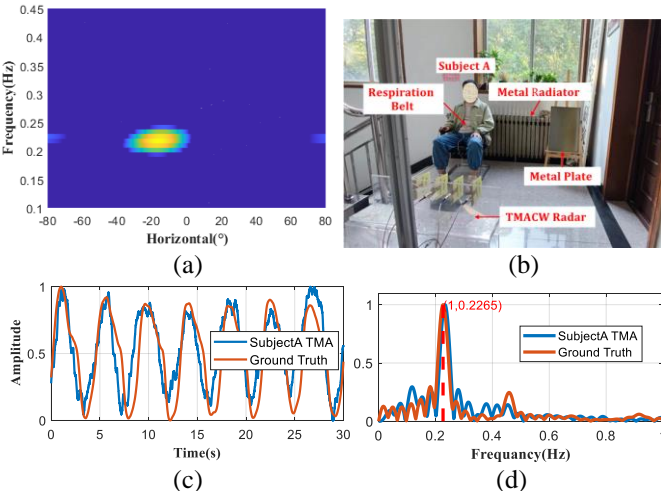 0.45
0.4
0.35
0.3
0.25
0.2
0.15
0.1
Frequency(Hz)
-80 -60 -40 -20 0 20 40 60 80
Horizontal(°)
(a)
Subject A
Respiration
Belt
Metal Radiator
Metal Plate
TMACW Radar
(b)
1
0.5
0
Amplitude
SubjectA TMA
Ground Truth
0 5 10 15 20 25 30
Time(s)
(c)
1
0.5
0
(1,0.2265)
SubjectA TMA
Ground Truth
0 0.2 0.4 0.6 0.8
Frequancy(Hz)
(d)